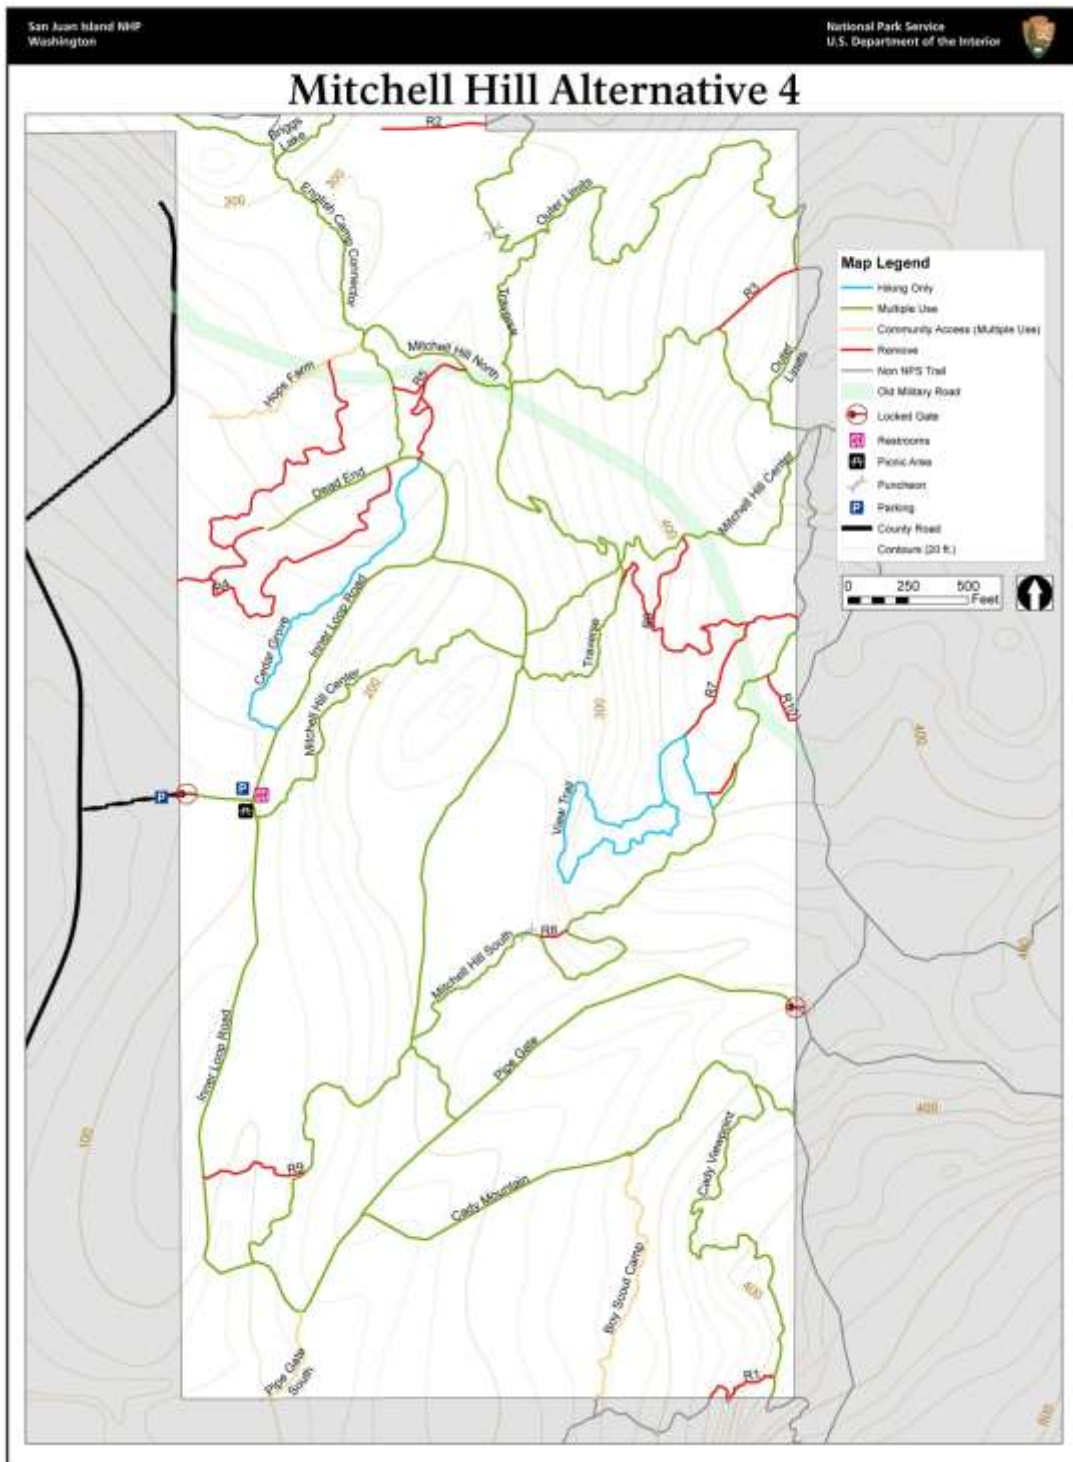 San Juan Island NHP
Washington
National Park Service
U.S. Department of the Interior
Mitchell Hill Alternative 4
Briggs
Lake
R2
300
300
English Camp Connector
Outer Limits
Traverse
R3
Mitchell Hill North
Outer
Limits
Hops Farm
R5
Dead End
Mitchell Hill Center
400
R4
Inner Loop Road
Cedar Grove
Traverse
R6
Mitchell Hill Center
200
300
R7
R10
400
View Trail
R8
Mitchell Hill South
400
Inner Loop Road
Pipe Gate
100
400
Cady Viewpoint
R9
Cady Mountain
Boy Scout Camp
400
Pipe Gate
South
R1
600
Map Legend
Hiking Only
Multiple Use
Community Access (Multiple Use)
Remove
Non NPS Trail
Old Military Road
Locked Gate
Restrooms
Picnic Area
Puncheon
P Parking
County Road
Contours (20 ft.)
0 250 500
Feet
P
P